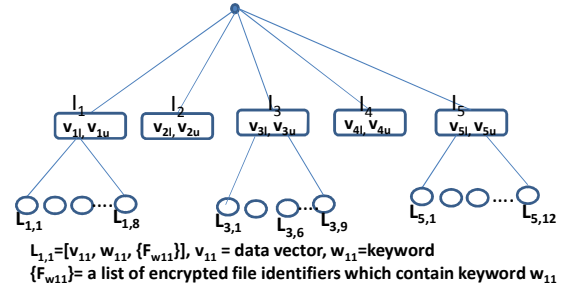 I₁ I₂ I₃ I₄ I₅
v₁ₗ, v₁ᵤ v₂ₗ, v₂ᵤ v₃ₗ, v₃ᵤ v₄ₗ, v₄ᵤ v₅ₗ, v₅ᵤ
.... .... ....
L₁,₁ L₁,₈ L₃,₁ L₃,₆ L₃,₉ L₅,₁ L₅,₁₂
L₁,₁=[v₁₁, w₁₁, {F_w11}], v₁₁ = data vector, w₁₁=keyword
{F_w11}= a list of encrypted file identifiers which contain keyword w₁₁